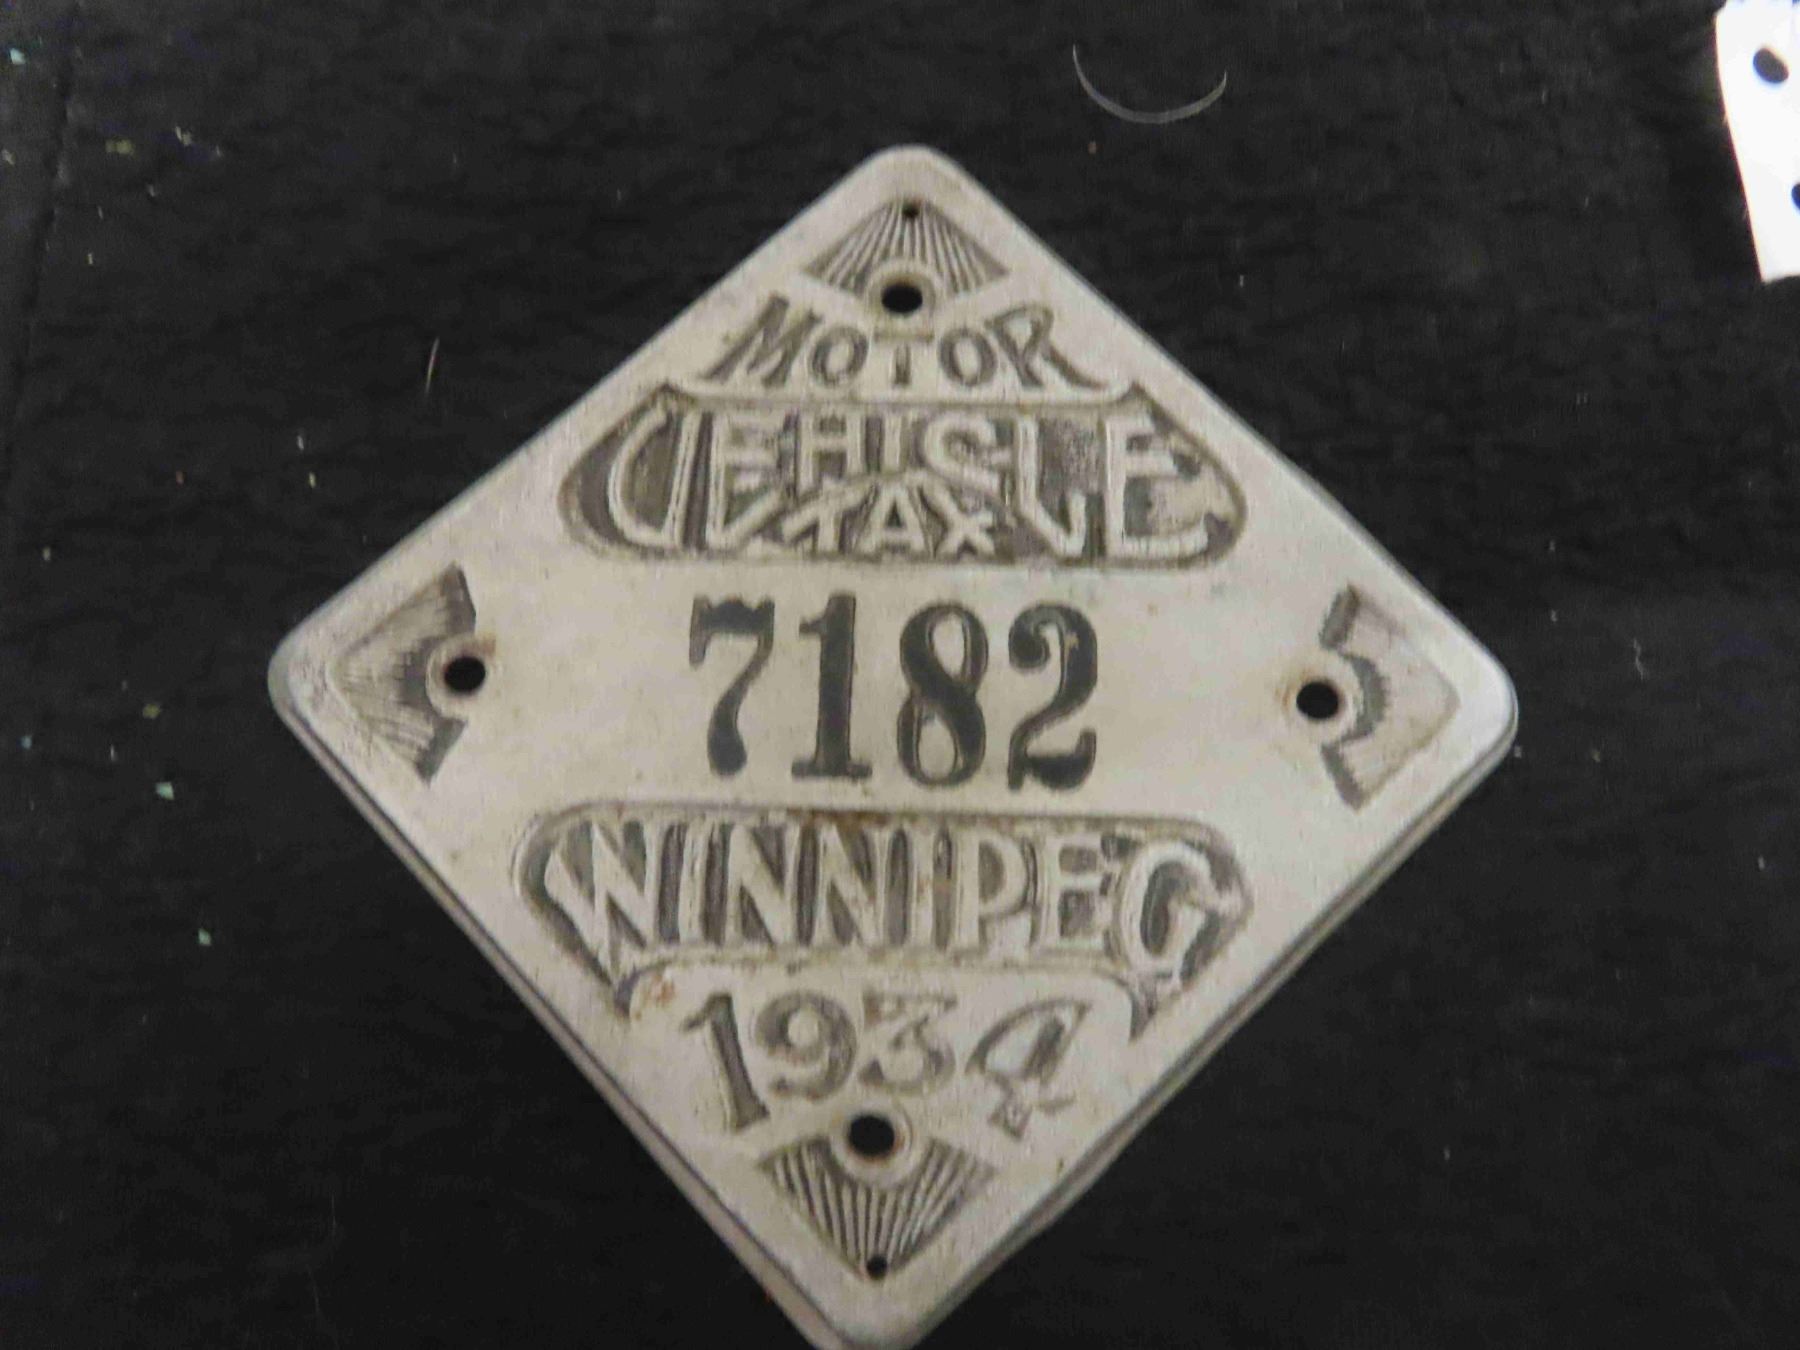 MOTOR
VEHICLE
TAX
7182
WINNIPEG
1934